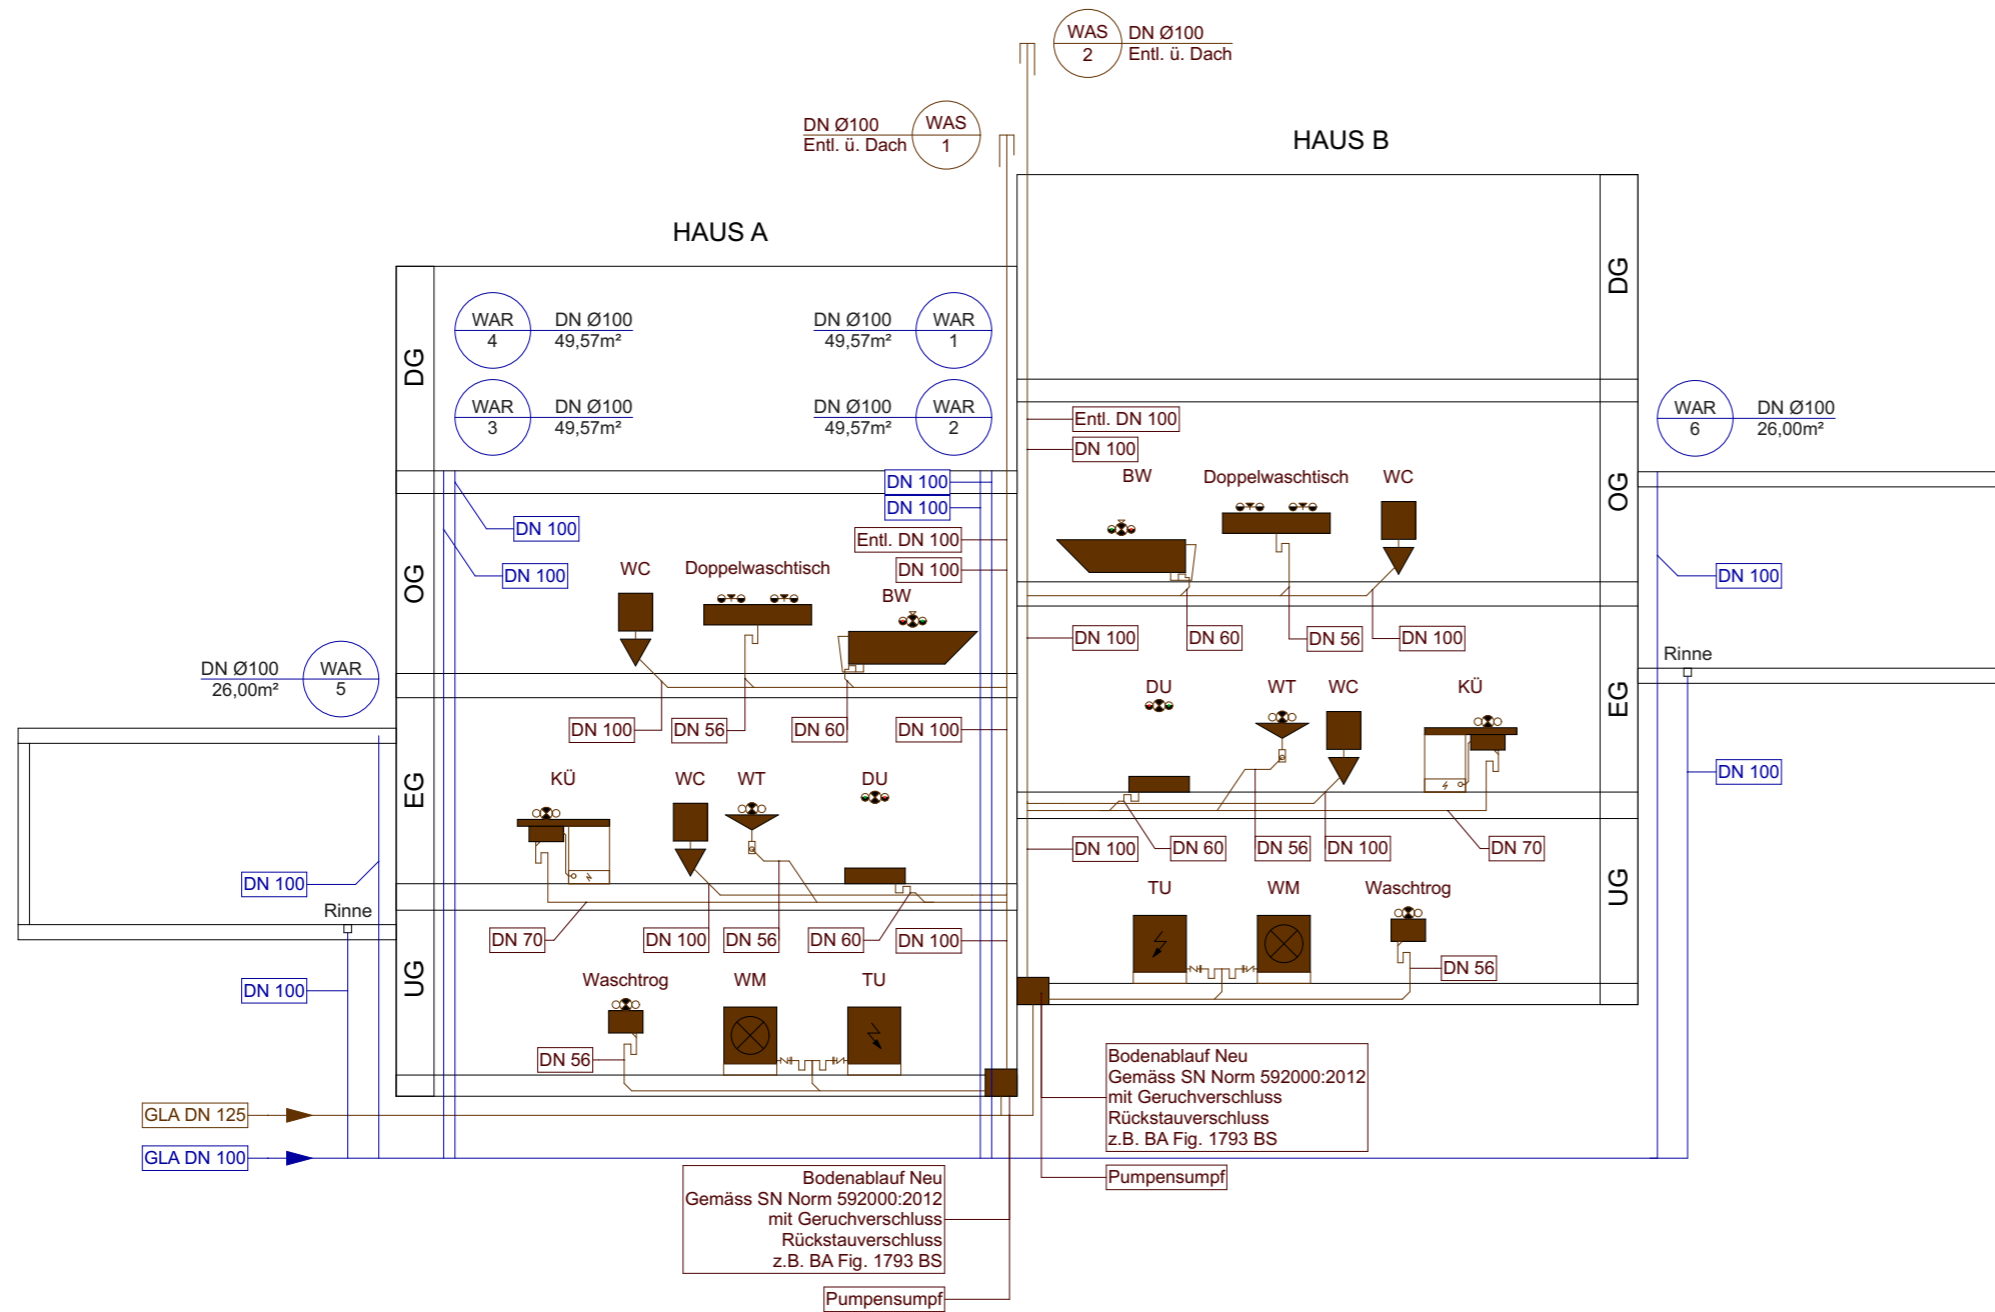 WAS DN Ø100
2 Entl. ü. Dach
DN Ø100 WAS
Entl. ü. Dach 1
HAUS B
HAUS A
DG
WAR DN Ø100
4 49,57m²
DN Ø100 WAR
49,57m² 1
WAR DN Ø100
3 49,57m²
DN Ø100 WAR
49,57m² 2
DG
WAR DN Ø100
6 26,00m²
Entl. DN 100
DN 100
BW Doppelwaschtisch WC
OG
DN 100
DN 100
DN 100
DN 100
Entl. DN 100
DN 100
OG
WC Doppelwaschtisch BW
DN 100
DN 100 DN 60 DN 56 DN 100
Rinne
DN Ø100 WAR
26,00m² 5
DN 100 DN 56 DN 60 DN 100
DU WT WC KÜ
EG
DN 100
EG
KÜ WC WT DU
DN 100 DN 60 DN 56 DN 100 DN 70
DN 100
Rinne
DN 70 DN 100 DN 56 DN 60 DN 100
TU WM Waschtrog
UG
DN 56
DN 100
UG
Waschtrog WM TU
DN 56
GLA DN 125
GLA DN 100
Bodenablauf Neu
Gemäss SN Norm 592000:2012
mit Geruchverschluss
Rückstauverschluss
z.B. BA Fig. 1793 BS
Pumpensumpf
Bodenablauf Neu
Gemäss SN Norm 592000:2012
mit Geruchverschluss
Rückstauverschluss
z.B. BA Fig. 1793 BS
Pumpensumpf